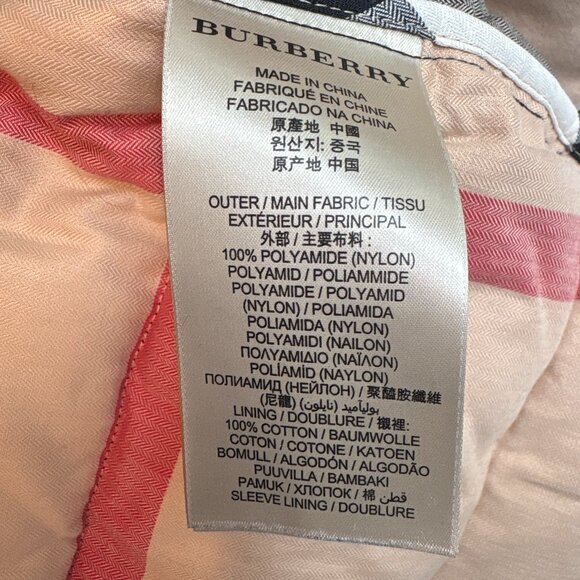 BURBERRY
MADE IN CHINA
FABRIQUÉ EN CHINE
FABRICADO NA CHINA
原產地 中國
원산지: 중국
原产地 中国
OUTER / MAIN FABRIC / TISSU
EXTÉRIEUR / PRINCIPAL
外部 / 主要布料 :
100% POLYAMIDE (NYLON)
POLYAMID / POLIAMMIDE
POLYAMIDE / POLYAMID
(NYLON) / POLIAMIDA
POLIAMIDA (NYLON)
POLYAMIDI (NAILON)
ΠΟΛΥΑΜΙΔΙΟ (ΝΑΪΛΟΝ)
POLÍAMÍD (NAYLON)
ПОЛИАМИД (НЕЙЛОН) / 聚醯胺纖維
(尼龍) بوليآميد (نايلون)
LINING / DOUBLURE / 襯裡:
100% COTTON / BAUMWOLLE
COTON / COTONE / KATOEN
BOMULL / ALGODÓN / ALGODÃO
PUUVILLA / BAMBAKI
PAMUK / ХЛОПОК / 棉 قطن
SLEEVE LINING / DOUBLURE